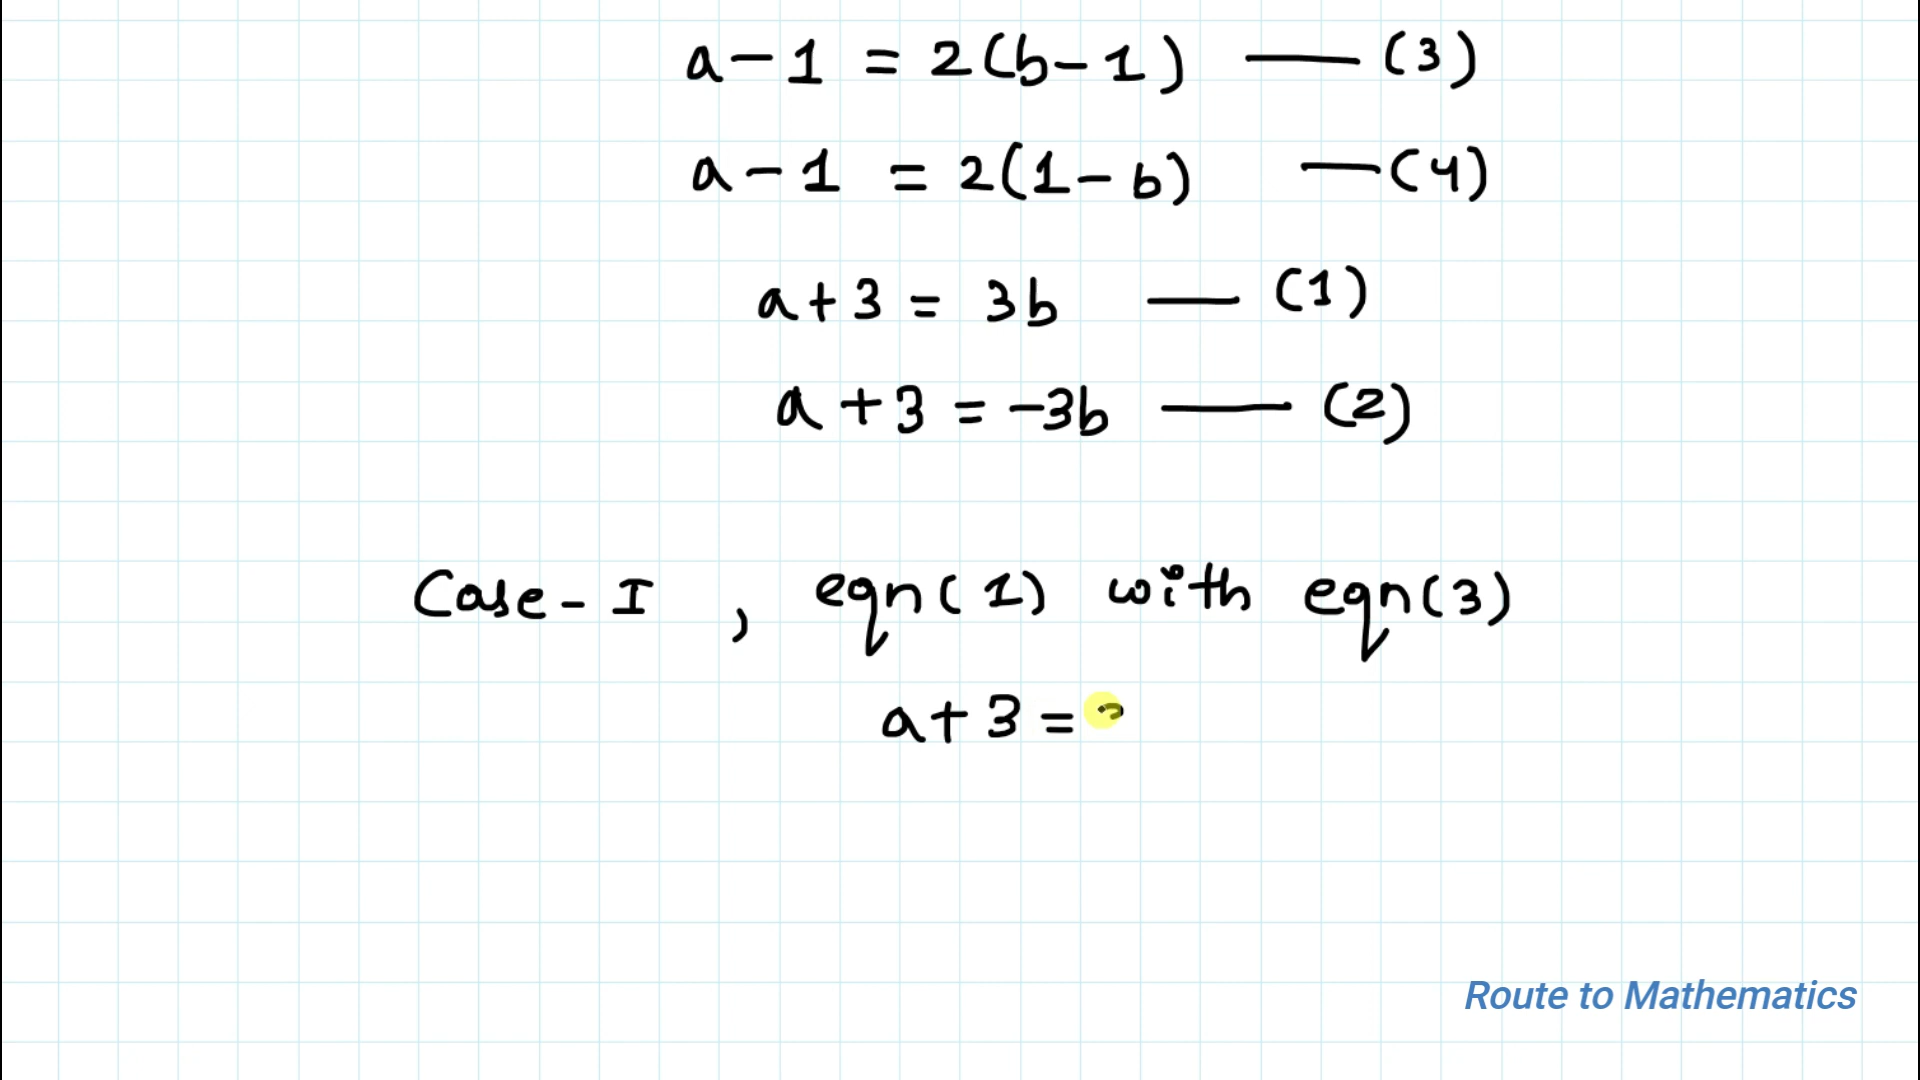 a - 1 = 2(b - 1) — (3)
a - 1 = 2(1 - b) — (4)
a + 3 = 3b — (1)
a + 3 = -3b — (2)
Case - I , eqn(1) with eqn(3)
a + 3 =
Route to Mathematics